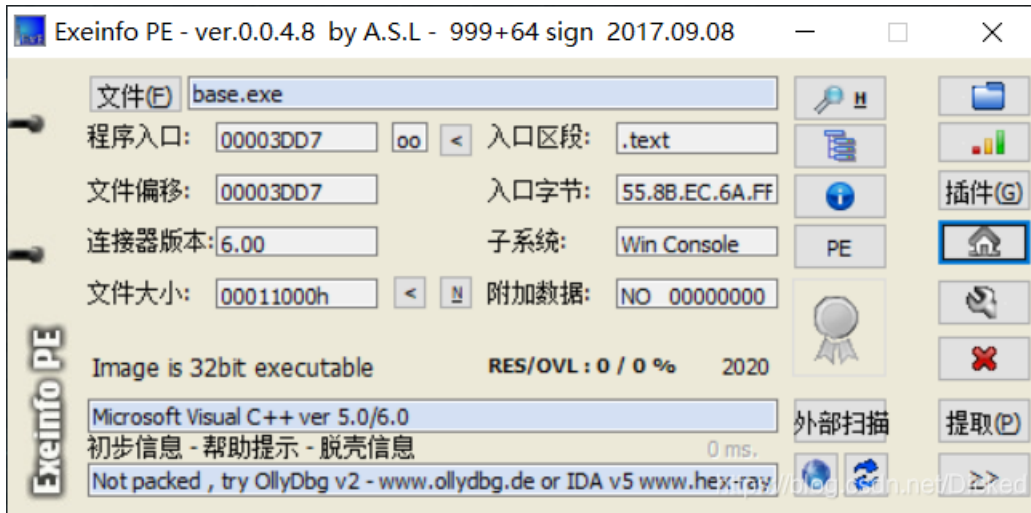 Exeinfo PE - ver.0.0.4.8 by A.S.L - 999+64 sign 2017.09.08
文件(F) base.exe H
程序入口: 00003DD7 oo < 入口区段: .text
文件偏移: 00003DD7 入口字节: 55.8B.EC.6A.FF 插件(G)
连接器版本: 6.00 子系统: Win Console PE
文件大小: 00011000h < N 附加数据: NO 00000000
Image is 32bit executable RES/OVL : 0 / 0 % 2020
Microsoft Visual C++ ver 5.0/6.0 外部扫描 提取(P)
初步信息 - 帮助提示 - 脱壳信息 0 ms.
Not packed , try OllyDbg v2 - www.ollydbg.de or IDA v5 www.hex-ray >>
Exeinfo PE